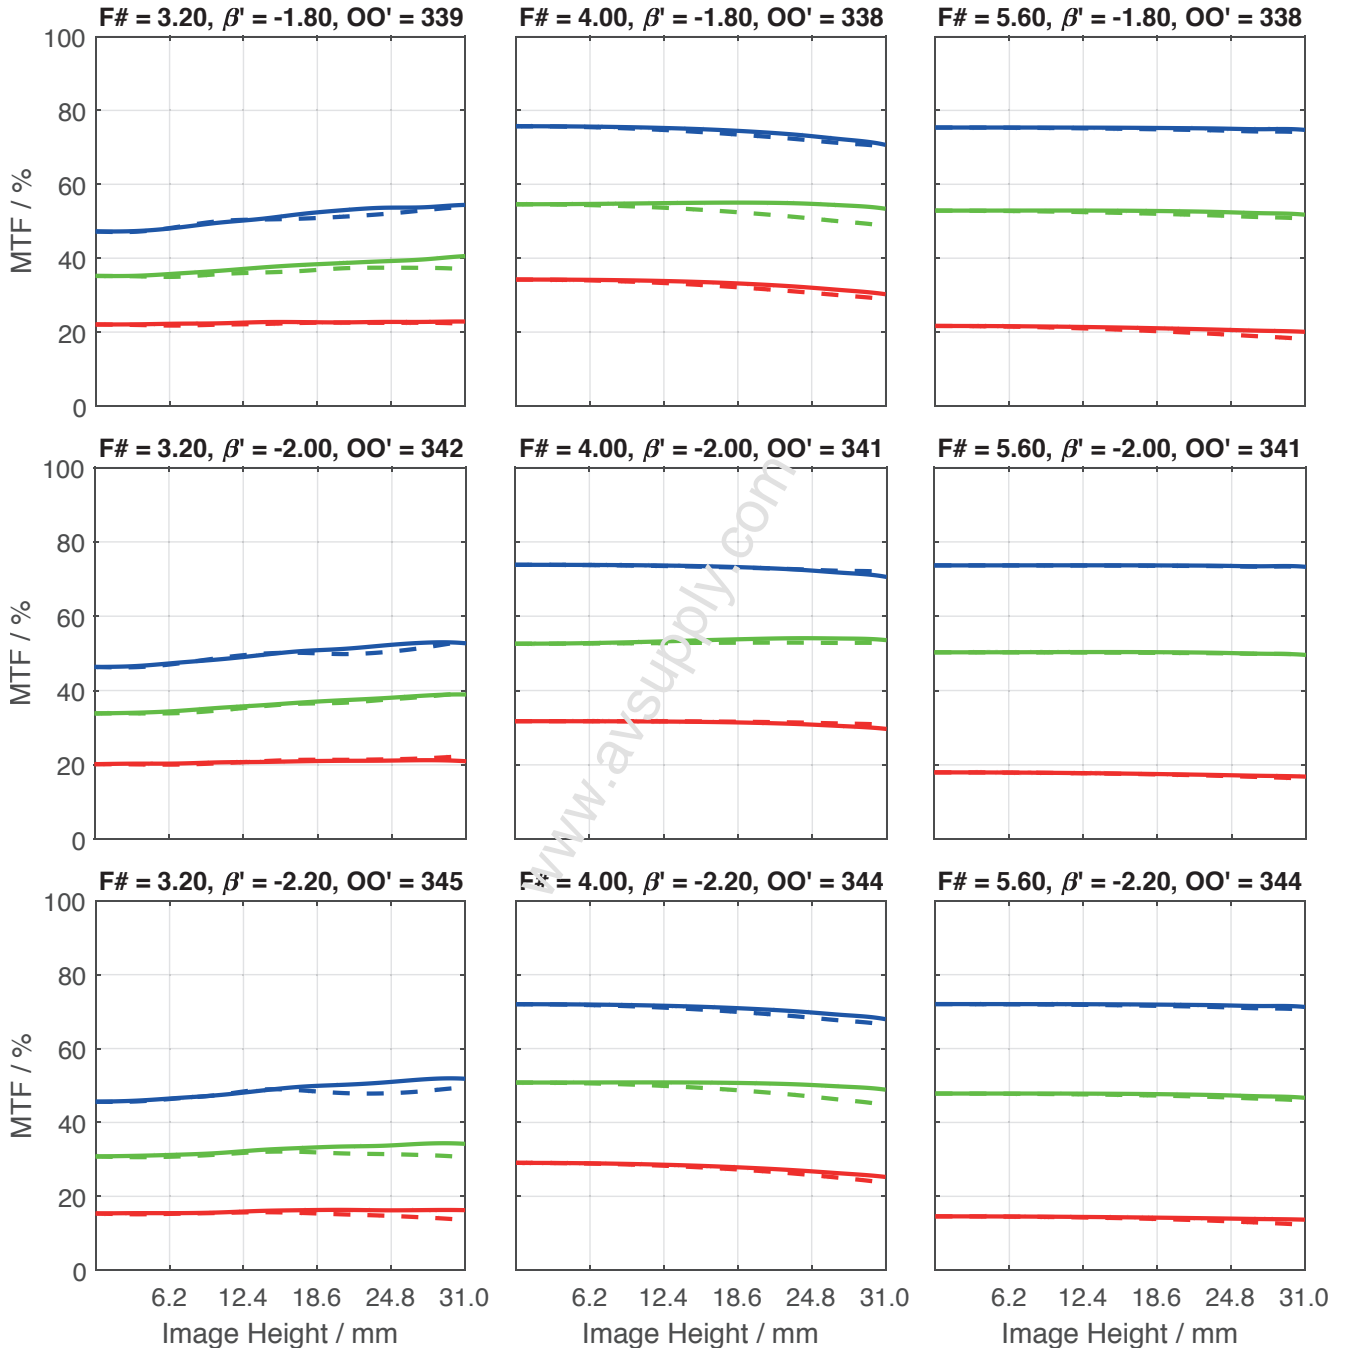 F# = 3.20, β' = -1.80, OO' = 339
F# = 4.00, β' = -1.80, OO' = 338
F# = 5.60, β' = -1.80, OO' = 338
100
80
60
40
20
0
MTF / %
F# = 3.20, β' = -2.00, OO' = 342
F# = 4.00, β' = -2.00, OO' = 341
F# = 5.60, β' = -2.00, OO' = 341
100
80
60
40
20
0
MTF / %
www.avsupply.com
F# = 3.20, β' = -2.20, OO' = 345
F# = 4.00, β' = -2.20, OO' = 344
F# = 5.60, β' = -2.20, OO' = 344
100
80
60
40
20
0
MTF / %
6.2 12.4 18.6 24.8 31.0
6.2 12.4 18.6 24.8 31.0
6.2 12.4 18.6 24.8 31.0
Image Height / mm
Image Height / mm
Image Height / mm